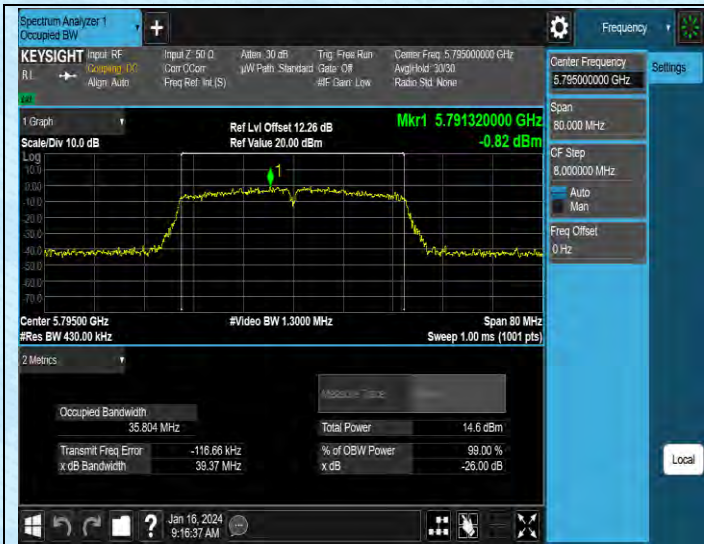 Spectrum Analyzer 1
Occupied BW
Frequency
KEYSIGHT
RL
Input: RF
Coupling: DC
Align: Auto
Input Z: 50 Ω
Corr CCorr
Freq Ref: Int (S)
Atten: 30 dB
µW Path: Standard
Trig: Free Run
Gate: Off
#IF Gain: Low
Center Freq: 5.795000000 GHz
Avg|Hold: 30/30
Radio Std: None
Center Frequency
5.795000000 GHz
Settings
Span
80.000 MHz
CF Step
8.000000 MHz
Auto
Man
Freq Offset
0 Hz
1 Graph
Scale/Div 10.0 dB
Ref Lvl Offset 12.26 dB
Ref Value 20.00 dBm
Mkr1 5.791320000 GHz
-0.82 dBm
Log
10.0
0.00
-10.0
-20.0
-30.0
-40.0
-50.0
-60.0
-70.0
1
Center 5.79500 GHz
#Res BW 430.00 kHz
#Video BW 1.3000 MHz
Span 80 MHz
Sweep 1.00 ms (1001 pts)
2 Metrics
Measure Trace
Occupied Bandwidth
35.804 MHz
Total Power
14.6 dBm
Transmit Freq Error
-116.66 kHz
% of OBW Power
99.00 %
x dB Bandwidth
39.37 MHz
x dB
-26.00 dB
Local
Jan 16, 2024
9:16:37 AM